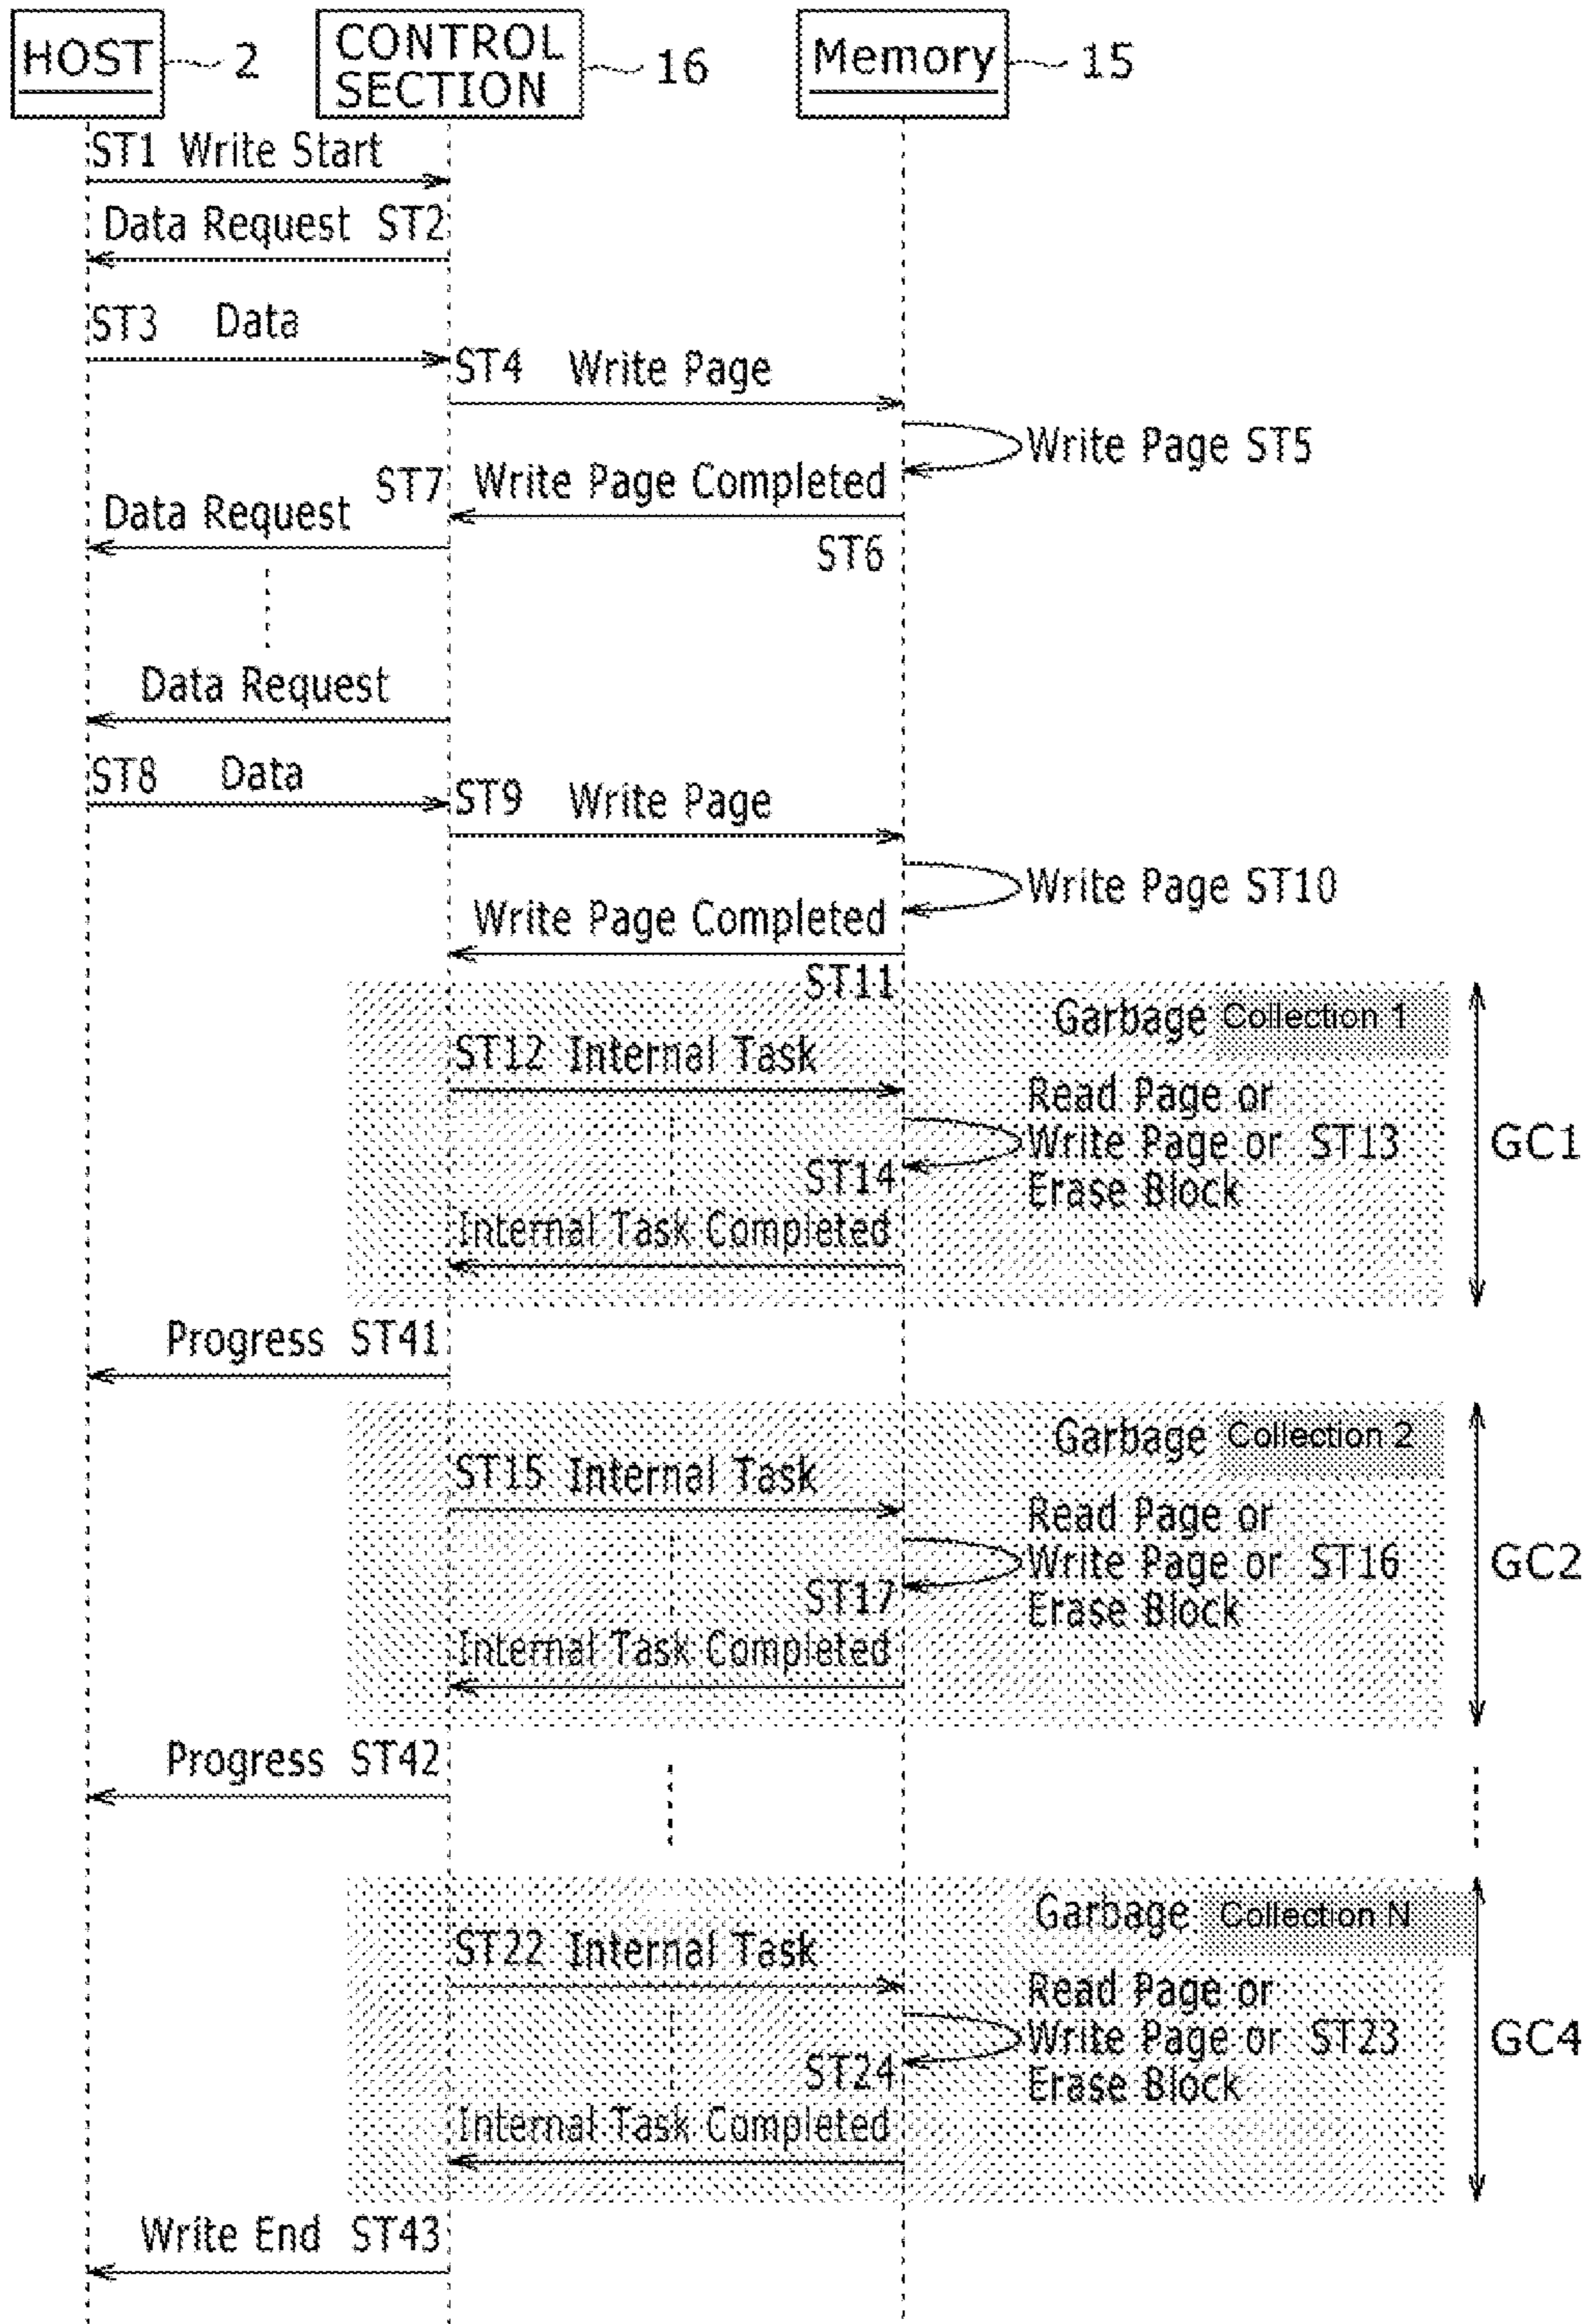 HOST 2
CONTROL SECTION 16
Memory 15
ST1 Write Start
Data Request ST2
ST3 Data
ST4 Write Page
Write Page ST5
ST7 Write Page Completed
Data Request
ST6
Data Request
ST8 Data
ST9 Write Page
Write Page ST10
Write Page Completed
ST11
Garbage Collection 1
ST12 Internal Task
Read Page or
Write Page or ST13
Erase Block
GC1
ST14
Internal Task Completed
Progress ST41
Garbage Collection 2
ST15 Internal Task
Read Page or
Write Page or ST16
Erase Block
GC2
ST17
Internal Task Completed
Progress ST42
Garbage Collection N
ST22 Internal Task
Read Page or
Write Page or ST23
Erase Block
GC4
ST24
Internal Task Completed
Write End ST43